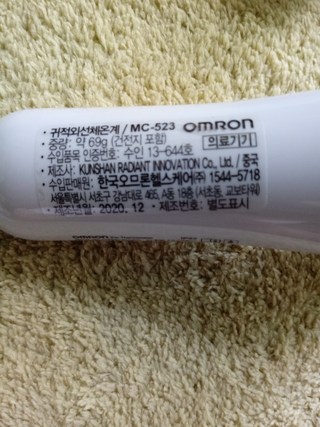 · 귀적외선체온계 / MC-523 OMRON
· 중량: 약 69g (건전지 포함) 의료기기
· 수입품목 인증번호: 수인 13-644호
· 제조사: KUNSHAN RADIANT INNOVATION Co., Ltd. / 중국
· 수입판매원: 한국오므론헬스케어㈜ 1544-5718
서울특별시 서초구 강남대로 465, A동 18층 (서초동, 교보타워)
· 제조년월: 2020. 12 · 제조번호: 별도표시